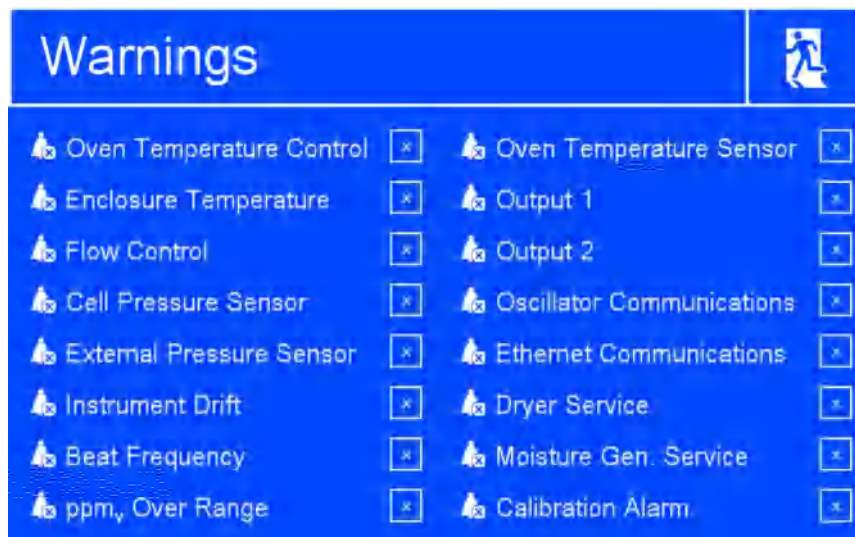 Warnings
Oven Temperature Control
Oven Temperature Sensor
Enclosure Temperature
Output 1
Flow Control
Output 2
Cell Pressure Sensor
Oscillator Communications
External Pressure Sensor
Ethernet Communications
Instrument Drift
Dryer Service
Beat Frequency
Moisture Gen. Service
ppmv Over Range
Calibration Alarm